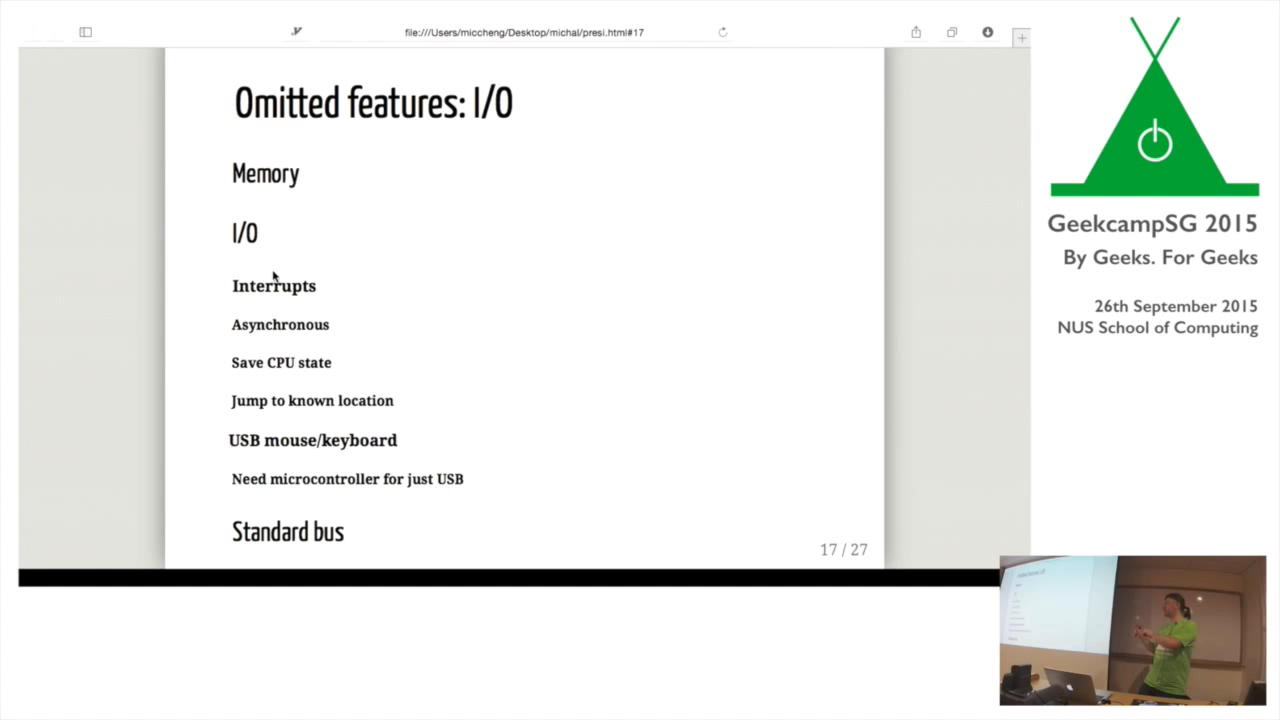 file:///Users/miccheng/Desktop/michal/presi.html#17
Omitted features: I/O
Memory
I/O
Interrupts
Asynchronous
Save CPU state
Jump to known location
USB mouse/keyboard
Need microcontroller for just USB
Standard bus
17 / 27
GeekcampSG 2015
By Geeks. For Geeks
26th September 2015
NUS School of Computing